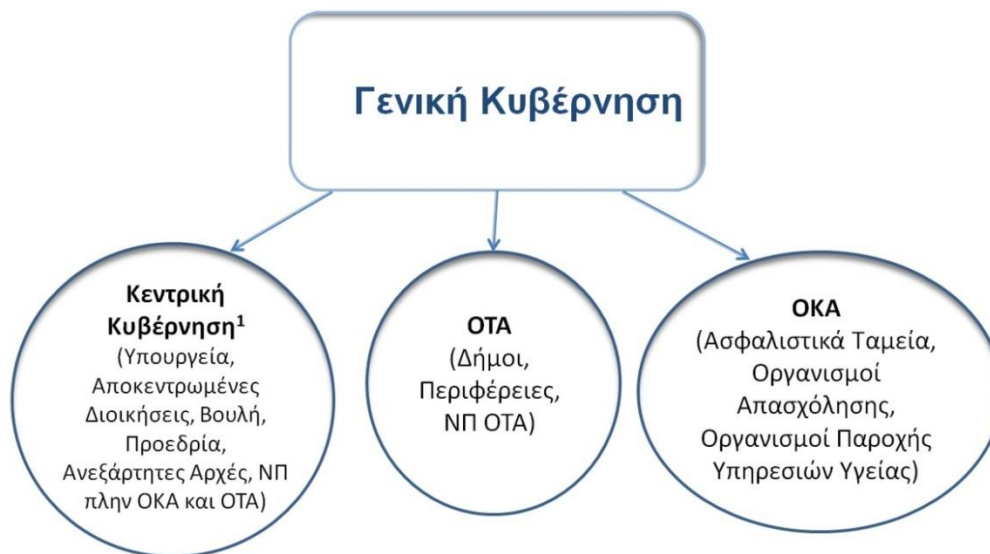 Γενική Κυβέρνηση
Κεντρική
Κυβέρνηση¹
(Υπουργεία,
Αποκεντρωμένες
Διοικήσεις, Βουλή,
Προεδρία,
Ανεξάρτητες Αρχές, ΝΠ
πλην ΟΚΑ και ΟΤΑ)
ΟΤΑ
(Δήμοι,
Περιφέρειες,
ΝΠ ΟΤΑ)
ΟΚΑ
(Ασφαλιστικά Ταμεία,
Οργανισμοί
Απασχόλησης,
Οργανισμοί Παροχής
Υπηρεσιών Υγείας)